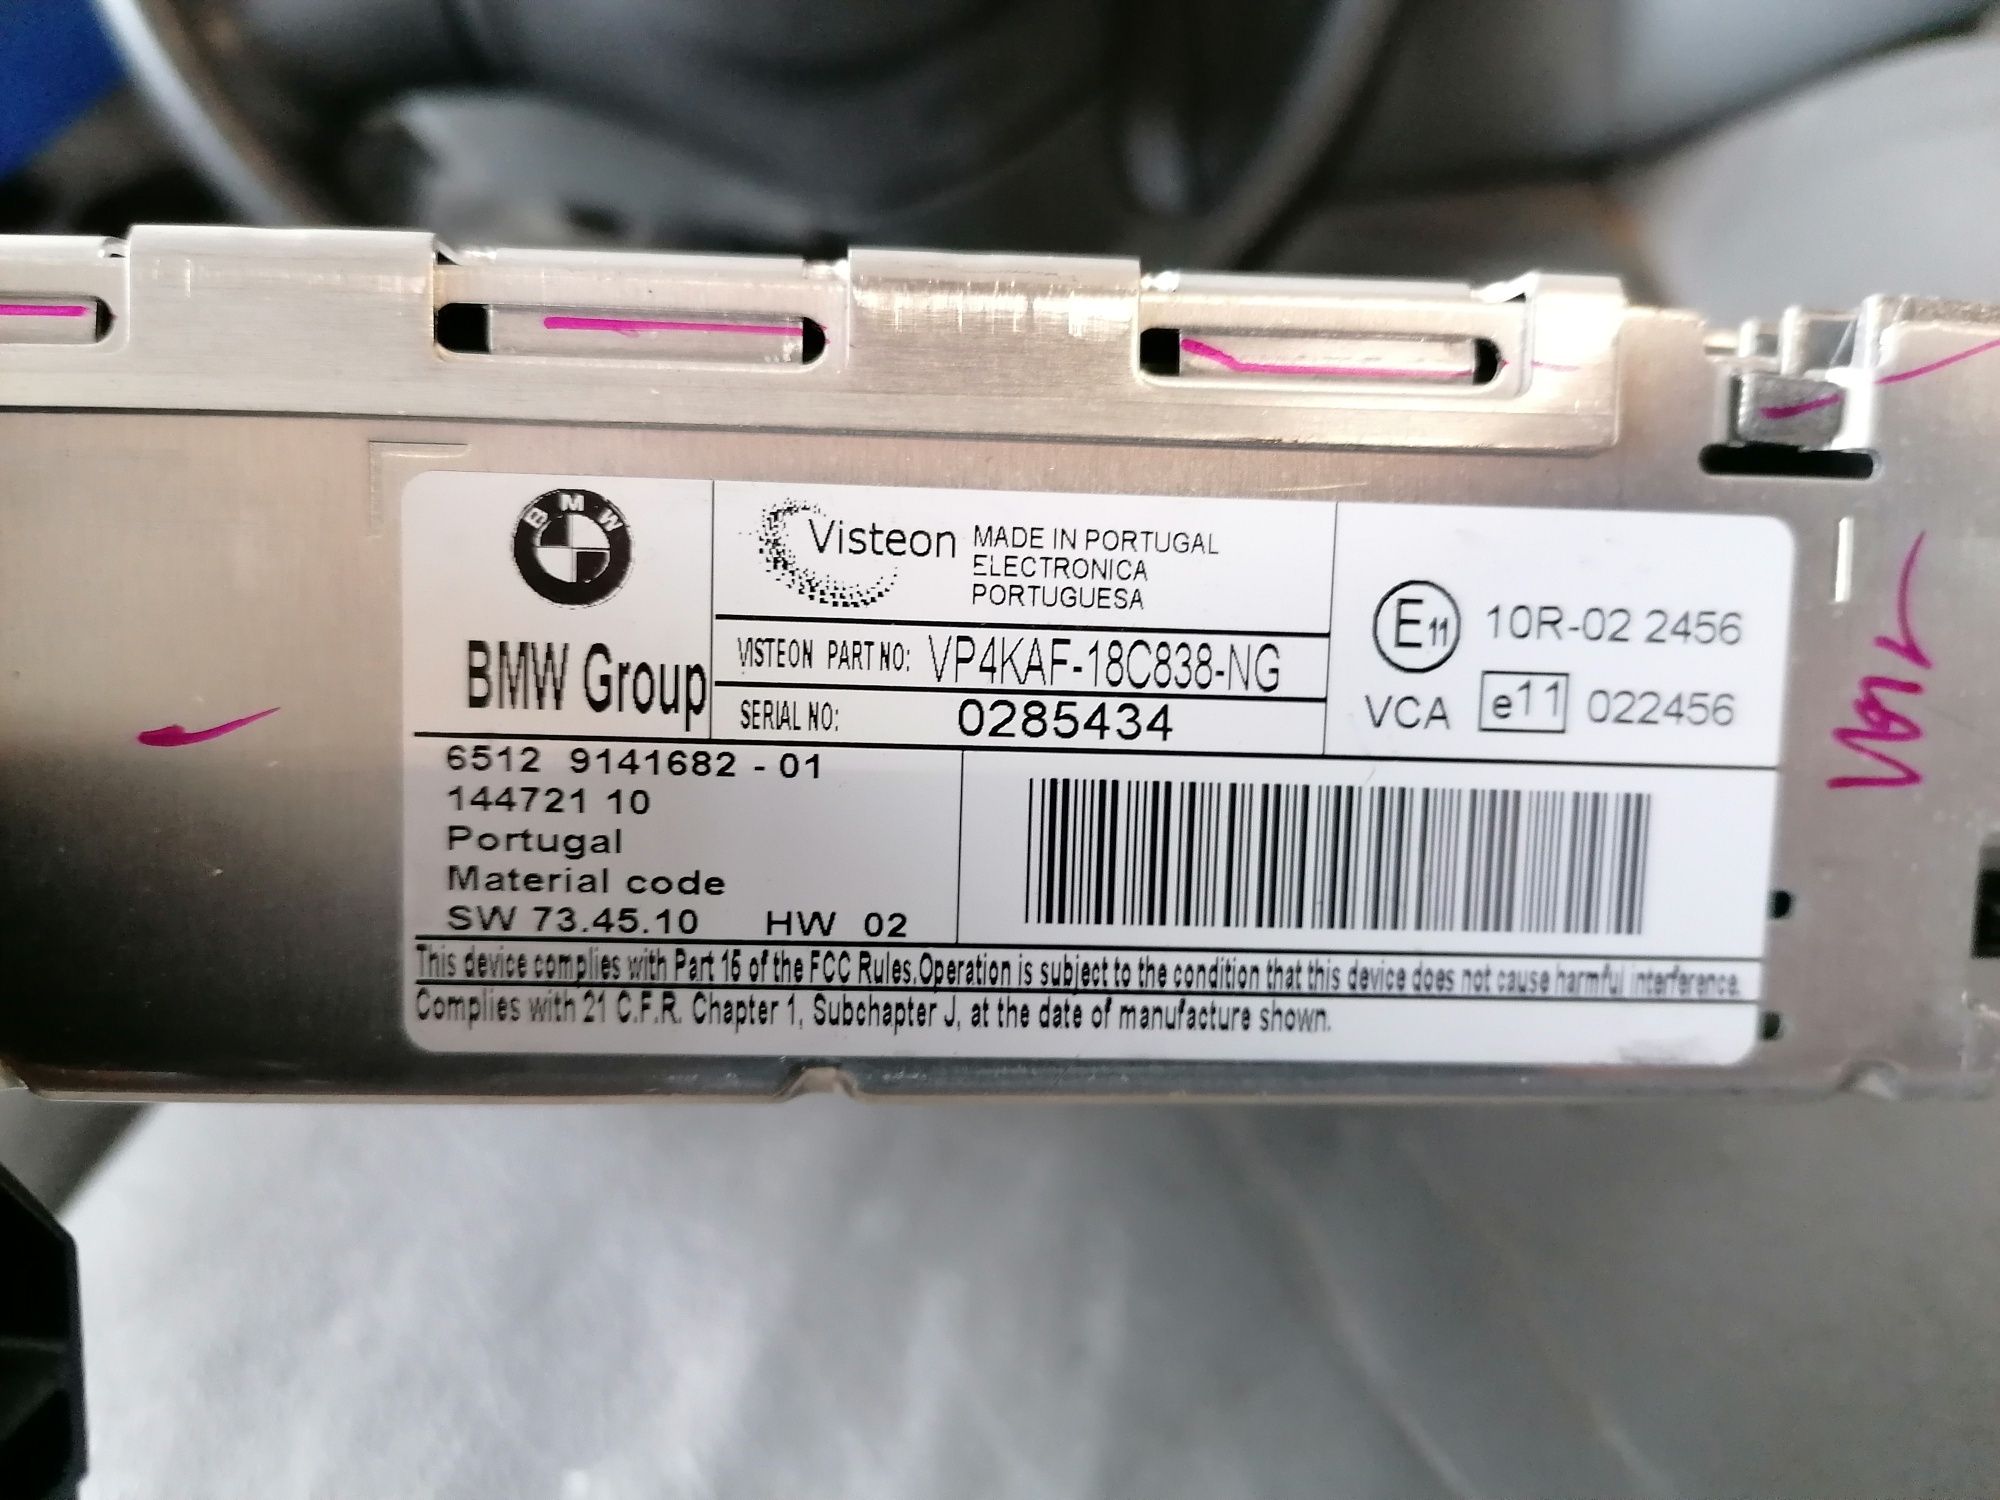 BMW
BMW Group
Visteon
MADE IN PORTUGAL
ELECTRONICA
PORTUGUESA
VISTEON PART NO: VP4KAF-18C838-NG
SERIAL NO: 0285434
E11 10R-02 2456
VCA e11 022456
6512 9141682 - 01
144721 10
Portugal
Material code
SW 73.45.10 HW 02
This device complies with Part 15 of the FCC Rules.Operation is subject to the condition that this device does not cause harmful interference.
Complies with 21 C.F.R. Chapter 1, Subchapter J, at the date of manufacture shown.